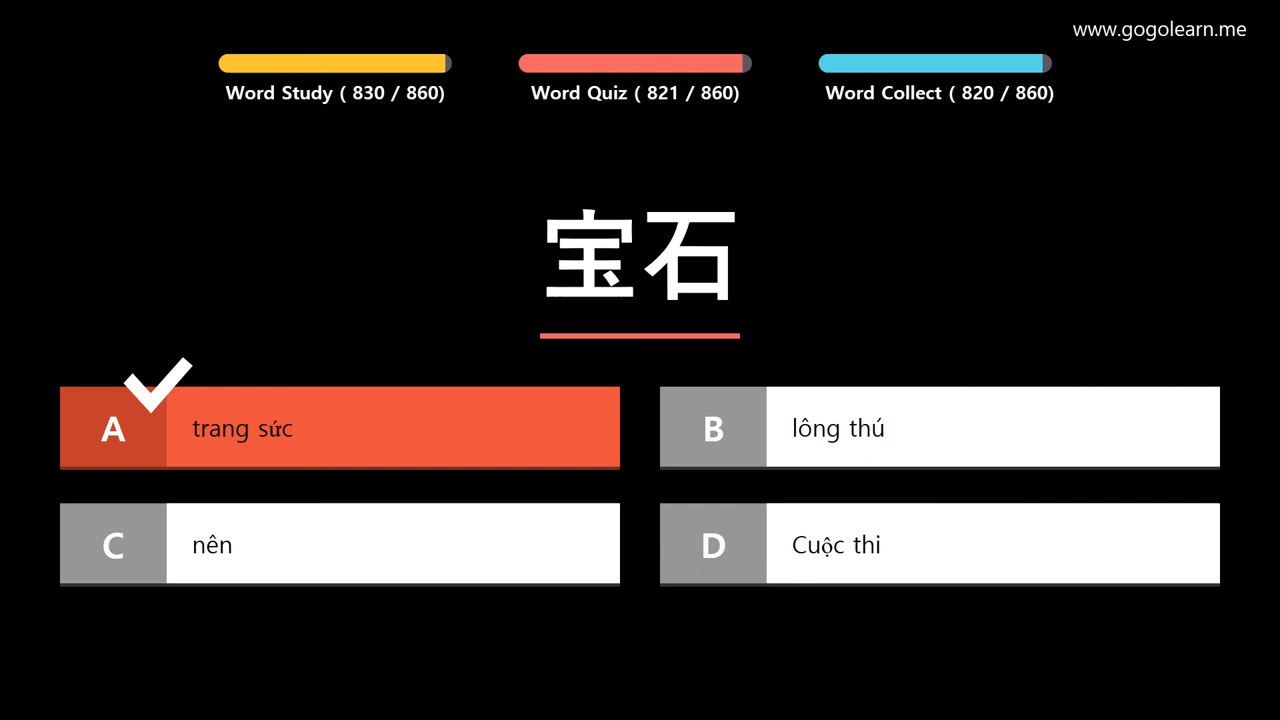 www.gogolearn.me
Word Study ( 830 / 860)
Word Quiz ( 821 / 860)
Word Collect ( 820 / 860)
宝石
A trang sức
B lông thú
C nên
D Cuộc thi